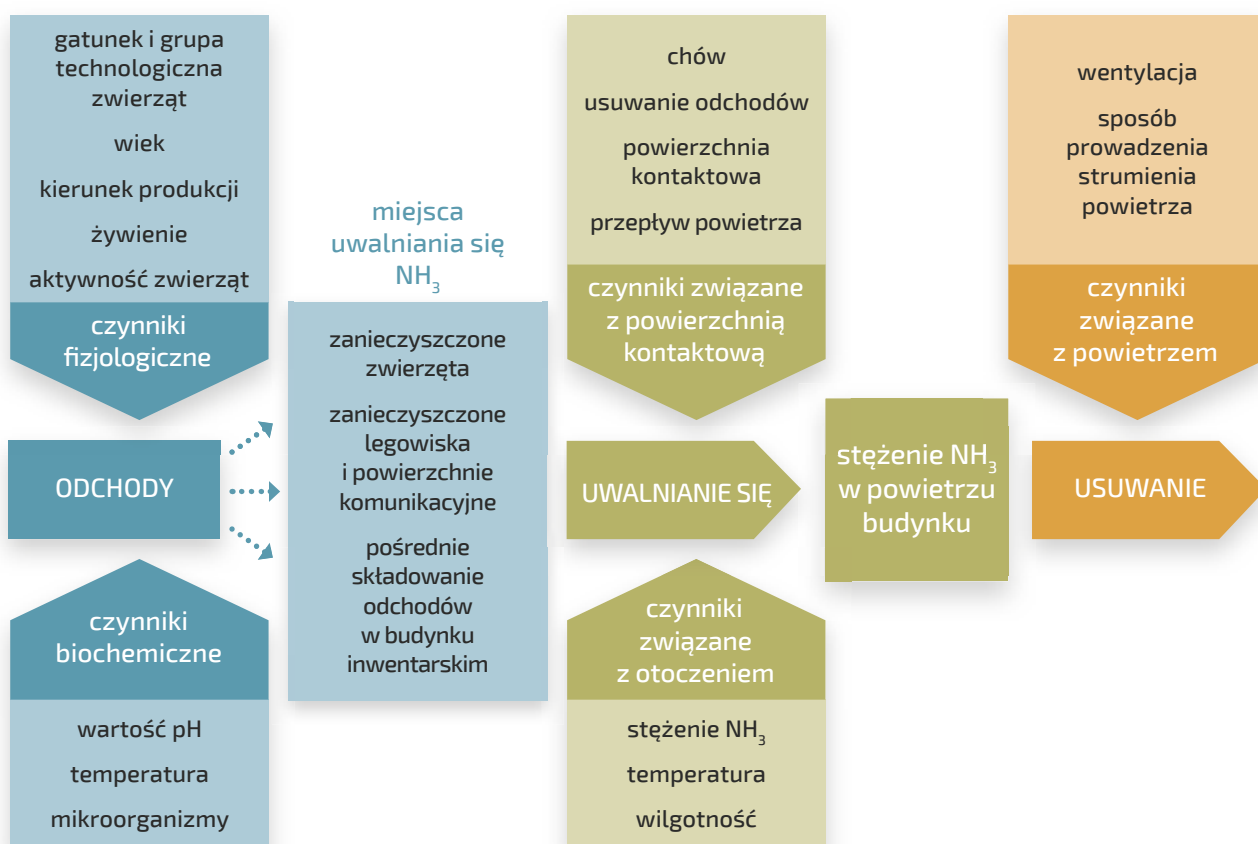 gatunek i grupa
technologiczna
zwierząt
wiek
kierunek produkcji
żywienie
aktywność zwierząt
czynniki
fizjologiczne
ODCHODY
czynniki
biochemiczne
wartość pH
temperatura
mikroorganizmy
miejsca
uwalniania się
NH₃
zanieczyszczone
zwierzęta
zanieczyszczone
legowiska
i powierzchnie
komunikacyjne
pośrednie
składowanie
odchodów
w budynku
inwentarskim
chów
usuwanie odchodów
powierzchnia
kontaktowa
przepływ powietrza
czynniki związane
z powierzchnią
kontaktową
UWALNIANIE SIĘ
czynniki
związane
z otoczeniem
stężenie NH₃
temperatura
wilgotność
stężenie NH₃
w powietrzu
budynku
wentylacja
sposób
prowadzenia
strumienia
powietrza
czynniki
związane
z powietrzem
USUWANIE